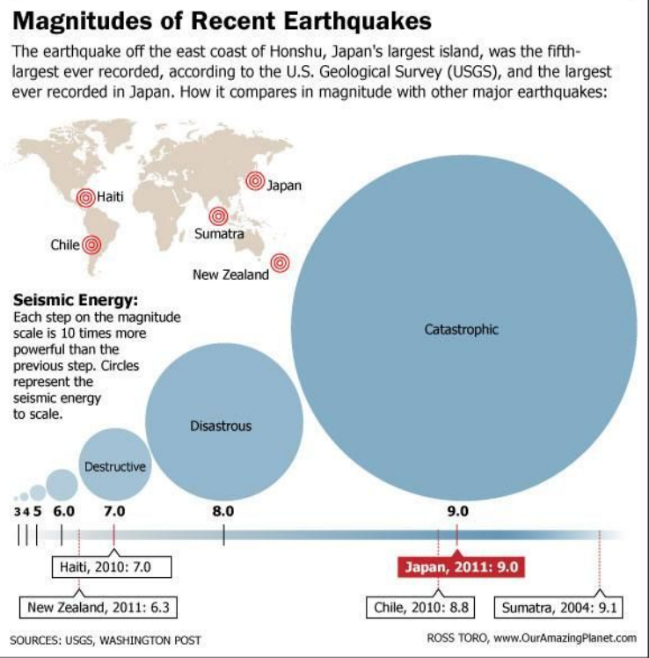 Magnitudes of Recent Earthquakes
The earthquake off the east coast of Honshu, Japan's largest island, was the fifth-
largest ever recorded, according to the U.S. Geological Survey (USGS), and the largest
ever recorded in Japan. How it compares in magnitude with other major earthquakes:
Haiti
Japan
Chile
Sumatra
New Zealand
Seismic Energy:
Each step on the magnitude
scale is 10 times more
powerful than the
previous step. Circles
represent the
seismic energy
to scale.
Catastrophic
Disastrous
Destructive
3 4 5 6.0 7.0 8.0 9.0
Haiti, 2010: 7.0
Japan, 2011: 9.0
New Zealand, 2011: 6.3
Chile, 2010: 8.8
Sumatra, 2004: 9.1
SOURCES: USGS, WASHINGTON POST
ROSS TORO, www.OurAmazingPlanet.com